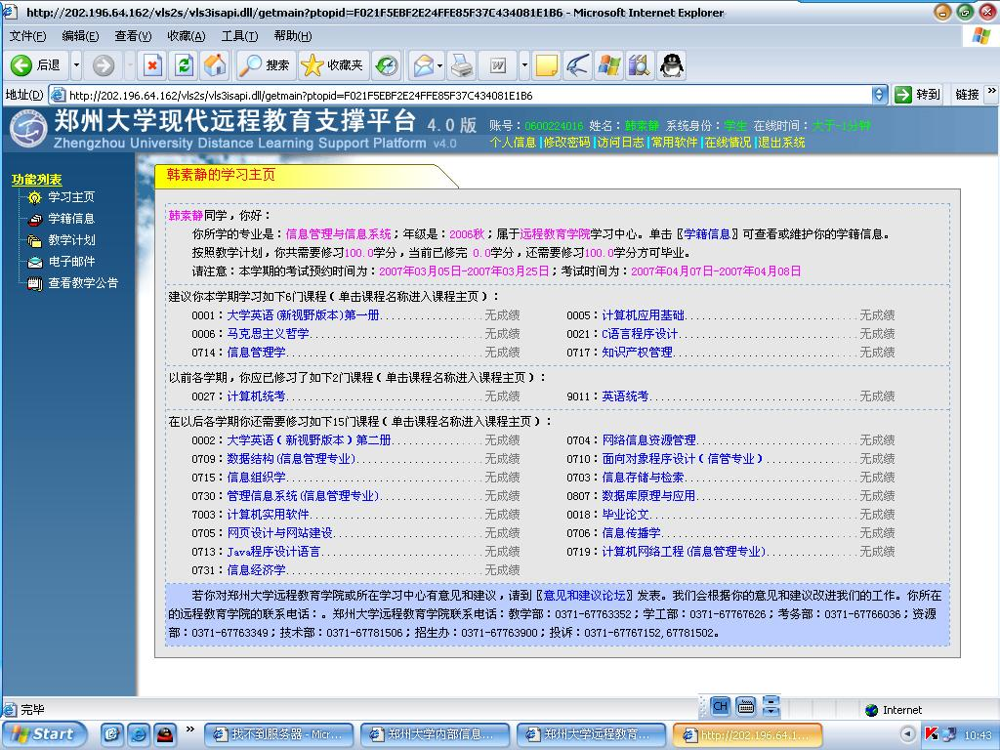 http://202.196.64.162/vls2s/vls3isapi.dll/getmain?ptopid=F021F5EBF2E24FFE85F37C434081E1B6 - Microsoft Internet Explorer
文件(F) 编辑(E) 查看(V) 收藏(A) 工具(T) 帮助(H)
后退 搜索 收藏夹
地址(D) http://202.196.64.162/vls2s/vls3isapi.dll/getmain?ptopid=F021F5EBF2E24FFE85F37C434081E1B6 转到 链接 »
郑州大学现代远程教育支撑平台 4.0版
Zhengzhou University Distance Learning Support Platform v4.0
账号：0600224016 姓名：韩素静 系统身份：学生 在线时间：大于-1分钟
个人信息|修改密码|访问日志|常用软件|在线情况|退出系统
功能列表
学习主页
学籍信息
教学计划
电子邮件
查看教学公告
韩素静的学习主页
韩素静同学，你好：
你所学的专业是：信息管理与信息系统；年级是：2006秋；属于远程教育学院学习中心。单击〖学籍信息〗可查看或维护你的学籍信息。
按照教学计划，你共需要修习100.0学分，当前已修完 0.0学分，还需要修习100.0学分方可毕业。
请注意：本学期的考试预约时间为：2007年03月05日-2007年03月25日；考试时间为：2007年04月07日-2007年04月08日
建议你本学期学习如下6门课程（单击课程名称进入课程主页）：
0001：大学英语(新视野版本)第一册..................无成绩 0005：计算机应用基础..............................无成绩
0006：马克思主义哲学..............................无成绩 0021：C语言程序设计...............................无成绩
0714：信息管理学..................................无成绩 0717：知识产权管理................................无成绩
以前各学期，你应已修习了如下2门课程（单击课程名称进入课程主页）：
0027：计算机统考..................................无成绩 9011：英语统考....................................无成绩
在以后各学期你还需要修习如下15门课程（单击课程名称进入课程主页）：
0002：大学英语（新视野版本）第二册................无成绩 0704：网络信息资源管理............................无成绩
0709：数据结构(信息管理专业)......................无成绩 0710：面向对象程序设计（信管专业）................无成绩
0715：信息组织学..................................无成绩 0703：信息存储与检索..............................无成绩
0730：管理信息系统(信息管理专业)..................无成绩 0807：数据库原理与应用............................无成绩
7003：计算机实用软件..............................无成绩 0018：毕业论文....................................无成绩
0705：网页设计与网站建设..........................无成绩 0706：信息传播学..................................无成绩
0713：Java程序设计语言............................无成绩 0719：计算机网络工程(信息管理专业)................无成绩
0731：信息经济学..................................无成绩
若你对郑州大学远程教育学院或所在学习中心有意见和建议，请到〖意见和建议论坛〗发表。我们会根据你的意见和建议改进我们的工作。你所在
的远程教育学院的联系电话：。郑州大学远程教育学院联系电话：教学部：0371-67763352；学工部：0371-67767626；考务部：0371-67766036；资源
部：0371-67763349；技术部：0371-67781506；招生办：0371-67763900；投诉：0371-67767152,67781502。
完毕 CH Internet
Start » 找不到服务器 - Micr... 郑州大学内部信息... 郑州大学远程教育... http://202.196.64.1... 10:43